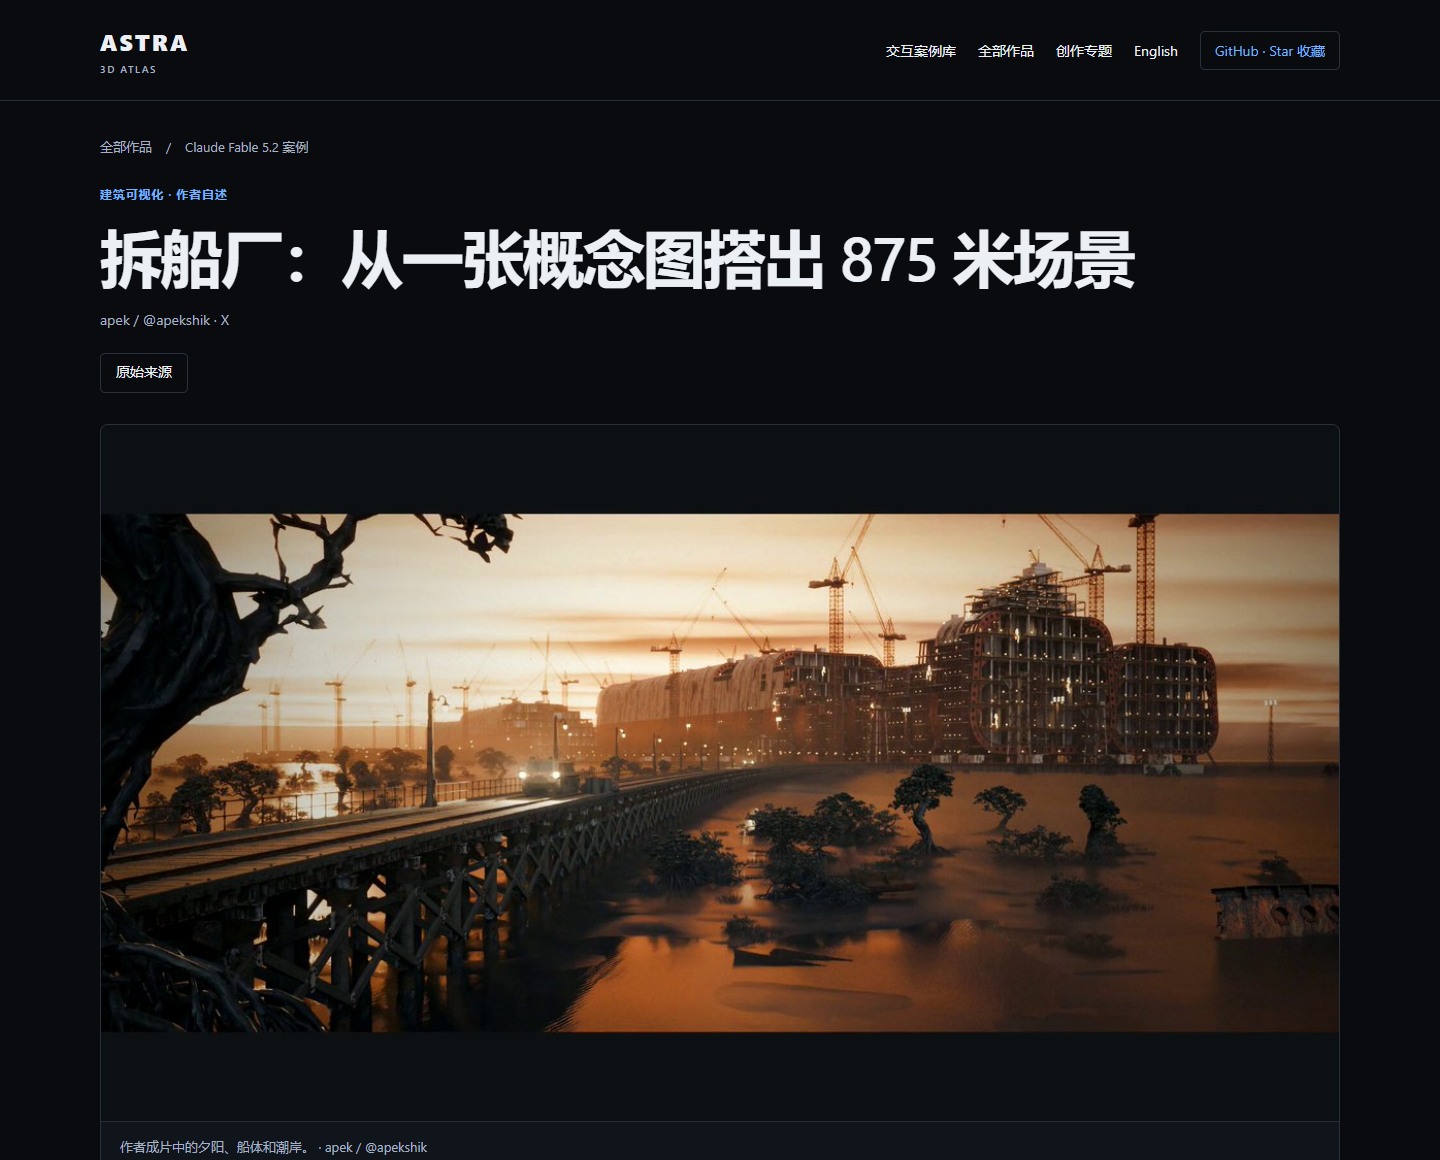 ASTRA
3D ATLAS
交互案例库
全部作品
创作专题
English
GitHub · Star 收藏
全部作品 / Claude Fable 5.2 案例
建筑可视化 · 作者自述
拆船厂：从一张概念图搭出 875 米场景
apek / @apekshik · X
原始来源
作者成片中的夕阳、船体和潮岸。 · apek / @apekshik